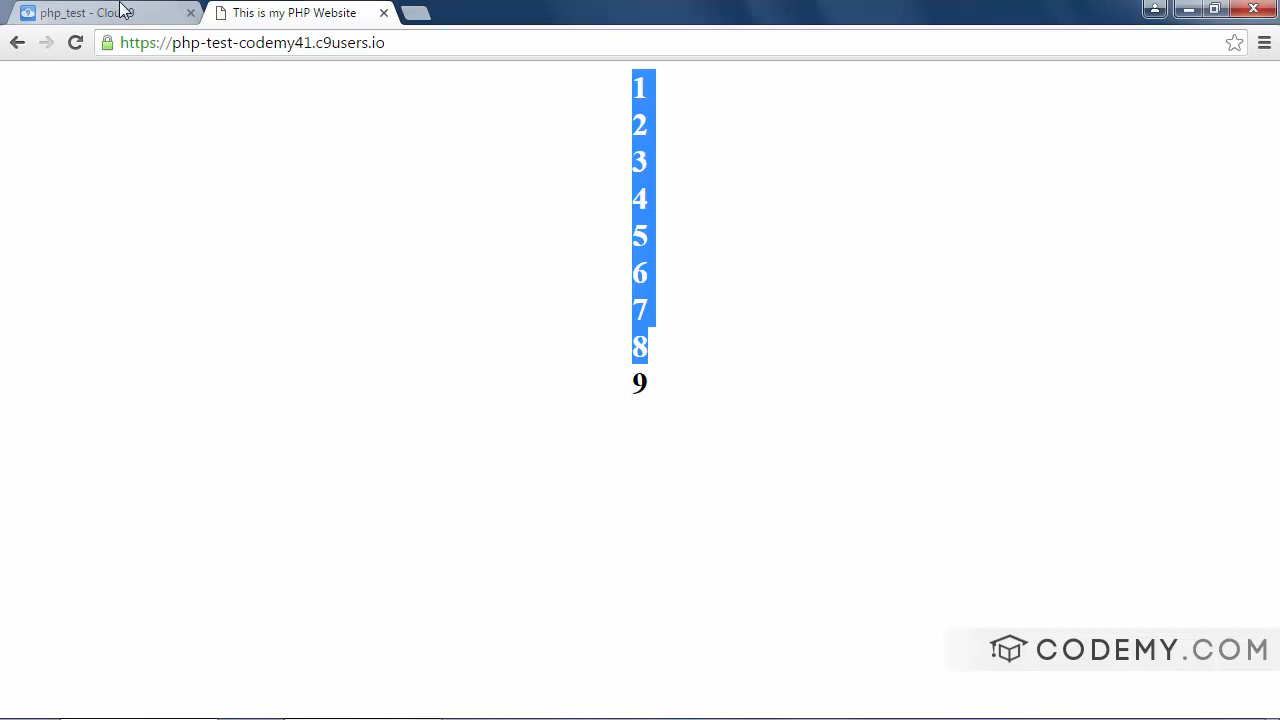 php_test - Cloud9
This is my PHP Website
https://php-test-codemy41.c9users.io
1
2
3
4
5
6
7
8
9
CODEMY.COM